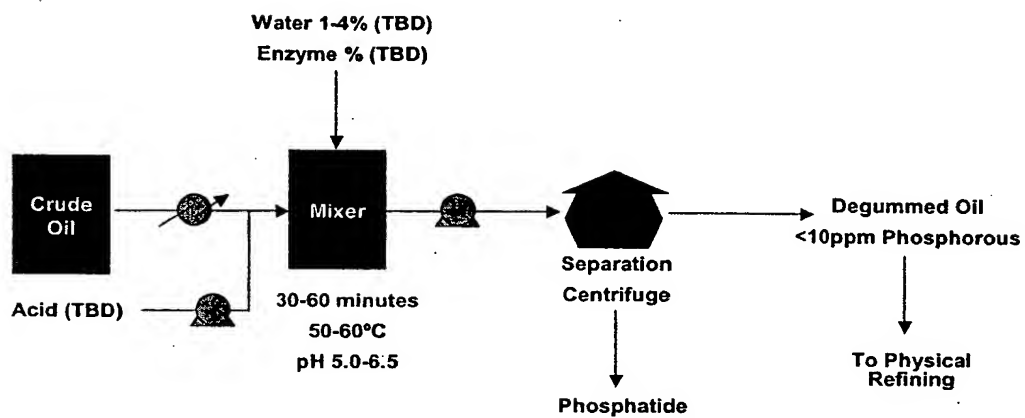 Water 1-4% (TBD)
Enzyme % (TBD)
Crude
Oil
Mixer
Acid (TBD)
30-60 minutes
50-60ºC
pH 5.0-6.5
Separation
Centrifuge
Phosphatide
Degummed Oil
<10ppm Phosphorous
To Physical
Refining